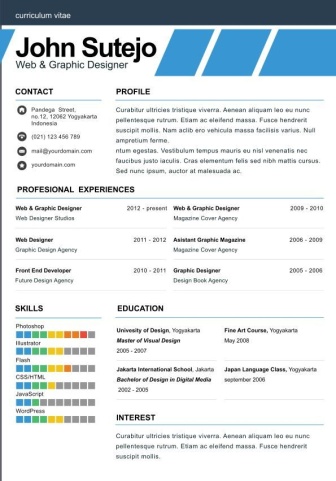 curriculum vitae
John Sutejo
Web & Graphic Designer
CONTACT
Pandega Street,
no.12, 12062 Yogyakarta
Indonesia
(021) 123 456 789
mail@yourdomain.com
yourdomain.com
PROFILE
Curabitur ultricies tristique viverra. Aenean aliquam leo eu nunc
pellentesque rutrum. Etiam ac eleifend massa. Fusce hendrerit
suscipit mollis. Nam aclib ero vehicula massa facilisis varius. Null
ampretium ferme.
ntum egestas. Vestibulum tempus mauris eu nisl venenatis nec
faucibus justo iaculis. Cras elementum felis sed nibh mattis cursus.
Sed nunc ipsum, auctor at malesuada ac.
PROFESIONAL EXPERIENCES
Web & Graphic Designer 2012 - present
Web Designer Studios
Web & Graphic Designer 2009 - 2010
Magazine Cover Agency
Web Designer 2011 - 2012
Graphic Design Agency
Asistant Graphic Magazine 2006 - 2009
Magazine Cover Agency
Front End Developer 2010 - 2011
Future Design Agency
Graphic Designer 2005 - 2006
Design Book Agency
SKILLS
Photoshop
Illustrator
Flash
CSS/HTML
JavaScript
WordPress
EDUCATION
Univesity of Design, Yogyakarta
Master of Visual Design
2005 - 2007
Fine Art Course, Yogyakarta
May 2008
Jakarta International School, Jakarta
Bachelor of Design in Digital Media
2002 - 2005
Japan Language Class, Yogyakarta
september 2006
INTEREST
Curabitur ultricies tristique viverra. Aenean aliquam leo eu nunc
pellentesque rutrum. Etiam ac eleifend massa. Fusce hendrerit
suscipit mollis.